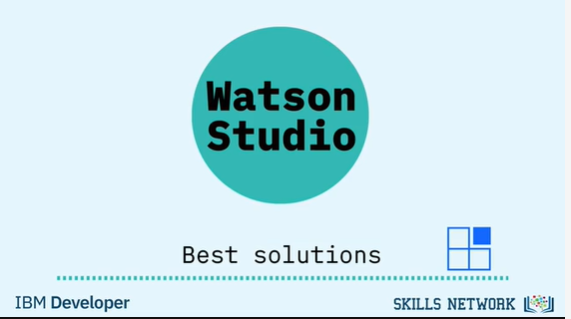 Watson
Studio
Best solutions
IBM Developer
SKILLS NETWORK